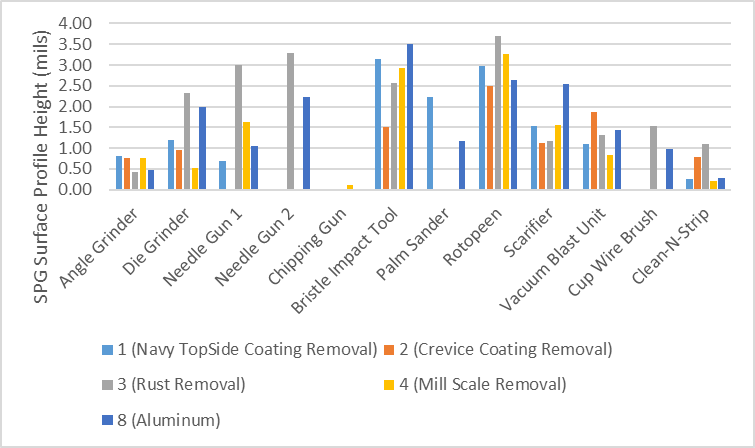 SPG Surface Profile Height (mils)
4.00
3.50
3.00
2.50
2.00
1.50
1.00
0.50
0.00
Angle Grinder
Die Grinder
Needle Gun 1
Needle Gun 2
Chipping Gun
Bristle Impact Tool
Palm Sander
Rotopeen
Scarifier
Vacuum Blast Unit
Cup Wire Brush
Clean-N-Strip
1 (Navy TopSide Coating Removal)
2 (Crevice Coating Removal)
3 (Rust Removal)
4 (Mill Scale Removal)
8 (Aluminum)